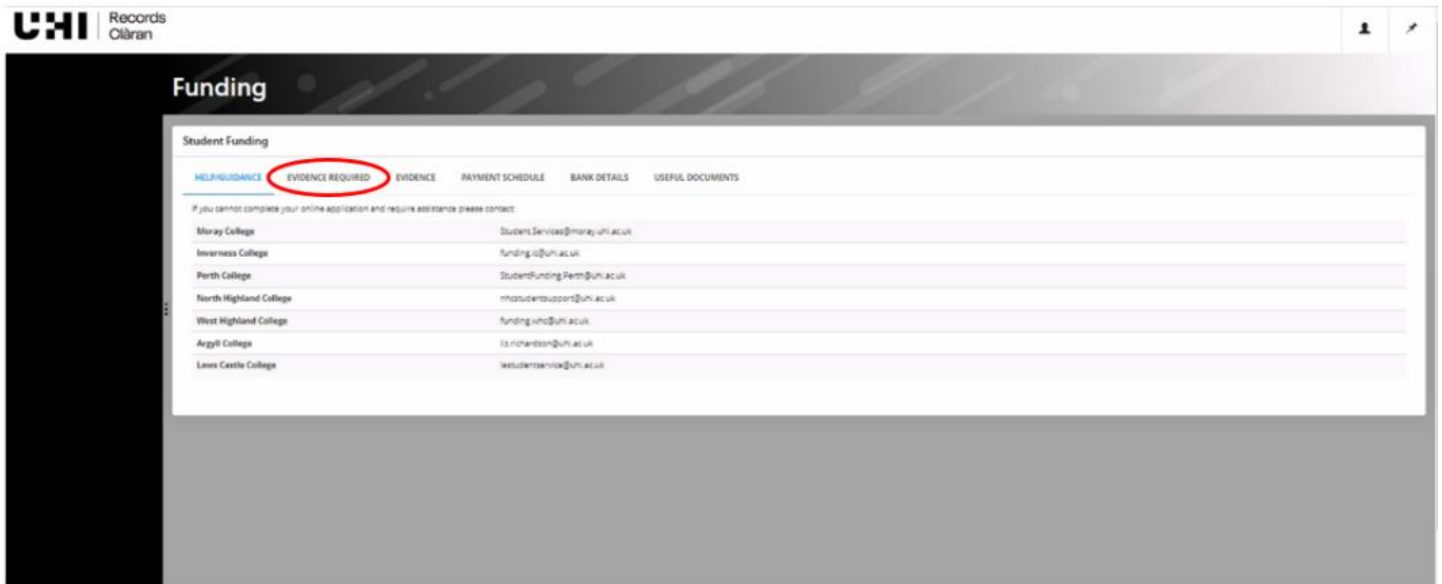 UHI Records
Clàran
Funding
Student Funding
HELP/GUIDANCE EVIDENCE REQUIRED EVIDENCE PAYMENT SCHEDULE BANK DETAILS USEFUL DOCUMENTS
If you cannot complete your online application and require assistance please contact:
Moray College Student.Services@moray.uhi.ac.uk
Inverness College funding.ic@uhi.ac.uk
Perth College StudentFunding.Perth@uhi.ac.uk
North Highland College nhcstudentsupport@uhi.ac.uk
West Highland College funding.whc@uhi.ac.uk
Argyll College liz.richardson@uhi.ac.uk
Lews Castle College